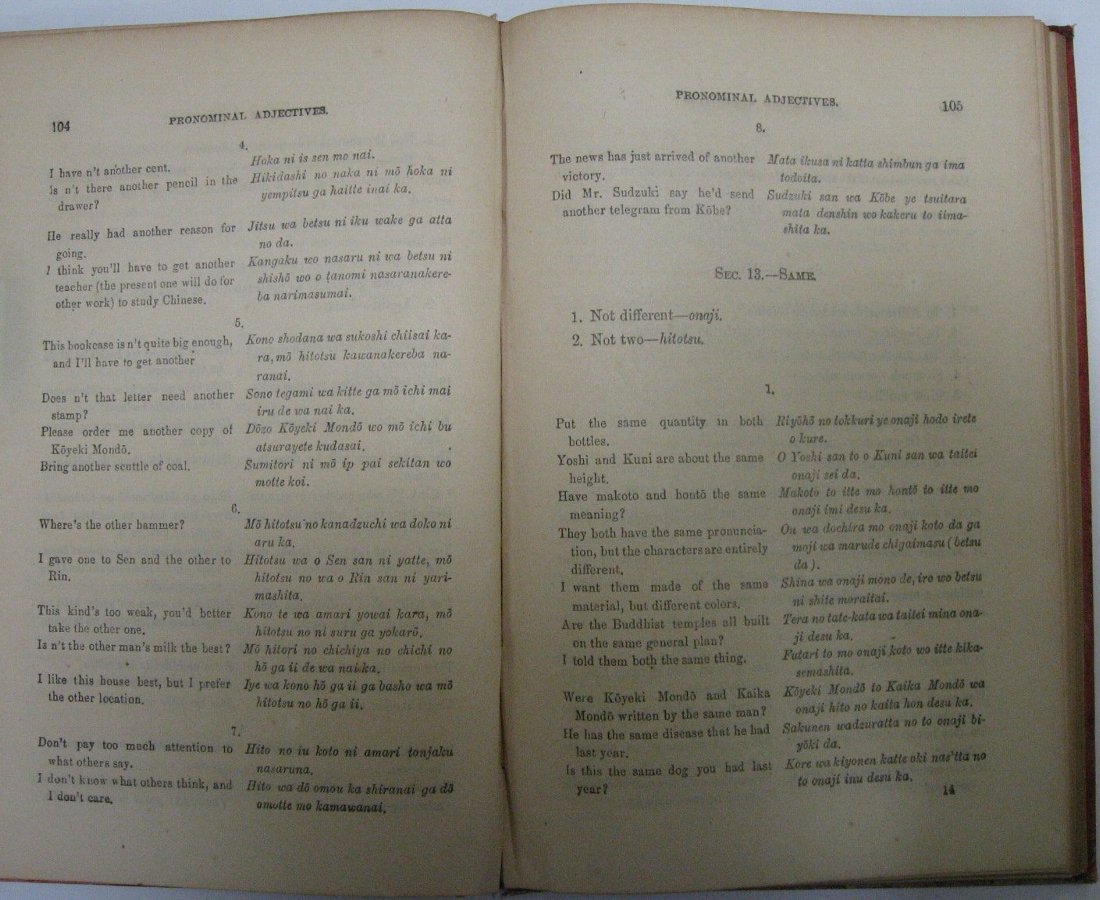 104
PRONOMINAL ADJECTIVES.
4.
I have n't another cent.
Is n't there another pencil in the
drawer?
Hoka ni is sen mo nai.
Hikidashi no naka ni mō hoka ni
yempitsu ga haitte inai ka.
He really had another reason for
going.
I think you'll have to get another
teacher (the present one will do for
other work) to study Chinese.
Jitsu wa betsu ni iku wake ga atta
no da.
Kangaku wo nasaru ni wa betsu ni
shishō wo o tanomi nasaranakere-
ba narimasumai.
5.
This bookcase is n't quite big enough,
and I'll have to get another
Kono shodana wa sukoshi chiisai ka-
ra, mō hitotsu kawanakereba na-
ranai.
Does n't that letter need another
stamp?
Sono tegami wa kitte ga mō ichi mai
iru de wa nai ka.
Please order me another copy of
Kōyeki Mondō.
Dōzo Kōyeki Mondō wo mō ichi bu
atsurayete kudasai.
Bring another scuttle of coal.
Sumitori ni mō ip pai sekitan wo
motte koi.
6.
Where's the other hammer?
Mō hitotsu no kanadzuchi wa doko ni
aru ka.
I gave one to Sen and the other to
Rin.
Hitotsu wa o Sen san ni yatte, mō
hitotsu no wa o Rin san ni yari-
mashita.
This kind's too weak, you'd better
take the other one.
Kono te wa amari yowai kara, mō
hitotsu no ni suru ga yokarō.
Is n't the other man's milk the best?
Mō hitori no chichiya no chichi no
hō ga ii de wa nai ka.
I like this house best, but I prefer
the other location.
Iye wa kono hō ga ii ga basho wa mō
hitotsu no hō ga ii.
7.
Don't pay too much attention to
what others say.
Hito no iu koto ni amari tonjaku
nasaruna.
I don't know what others think, and
I don't care.
Hito wa dō omou ka shiranai ga dō
omotte mo kamawanai.
PRONOMINAL ADJECTIVES.
105
8.
The news has just arrived of another
victory.
Mata ikusa ni katta shimbun ga ima
todoita.
Did Mr. Sudzuki say he'd send
another telegram from Kōbe?
Sudzuki san wa Kōbe ye tsuitara
mata denshin wo kakeru to iima-
shita ka.
SEC. 13.—SAME.
1. Not different—onaji.
2. Not two—hitotsu.
1.
Put the same quantity in both
bottles.
Riyōhō no tokkuri ye onaji hodo irete
o kure.
Yoshi and Kuni are about the same
height.
O Yoshi san to o Kuni san wa taitei
onaji sei da.
Have makoto and hontō the same
meaning?
Makoto to itte mo hontō to itte mo
onaji imi desu ka.
They both have the same pronuncia-
tion, but the characters are entirely
different.
On wa dochira mo onaji koto da ga
moji wa marude chigaimasu (betsu
da).
I want them made of the same
material, but different colors.
Shina wa onaji mono de, iro wo betsu
ni shite moraitai.
Are the Buddhist temples all built
on the same general plan?
Tera no tate-kata wa taitei mina ona-
ji desu ka.
I told them both the same thing.
Futari to mo onaji koto wo itte kika-
semashita.
Were Kōyeki Mondō and Kaika
Mondō written by the same man?
Kōyeki Mondō to Kaika Mondō wa
onaji hito no kaita hon desu ka.
He has the same disease that he had
last year.
Sakunen wadzuratta no to onaji bi-
yōki da.
Is this the same dog you had last
year?
Kore wa kiyonen katte oki nas'tta no
to onaji inu desu ka.
14